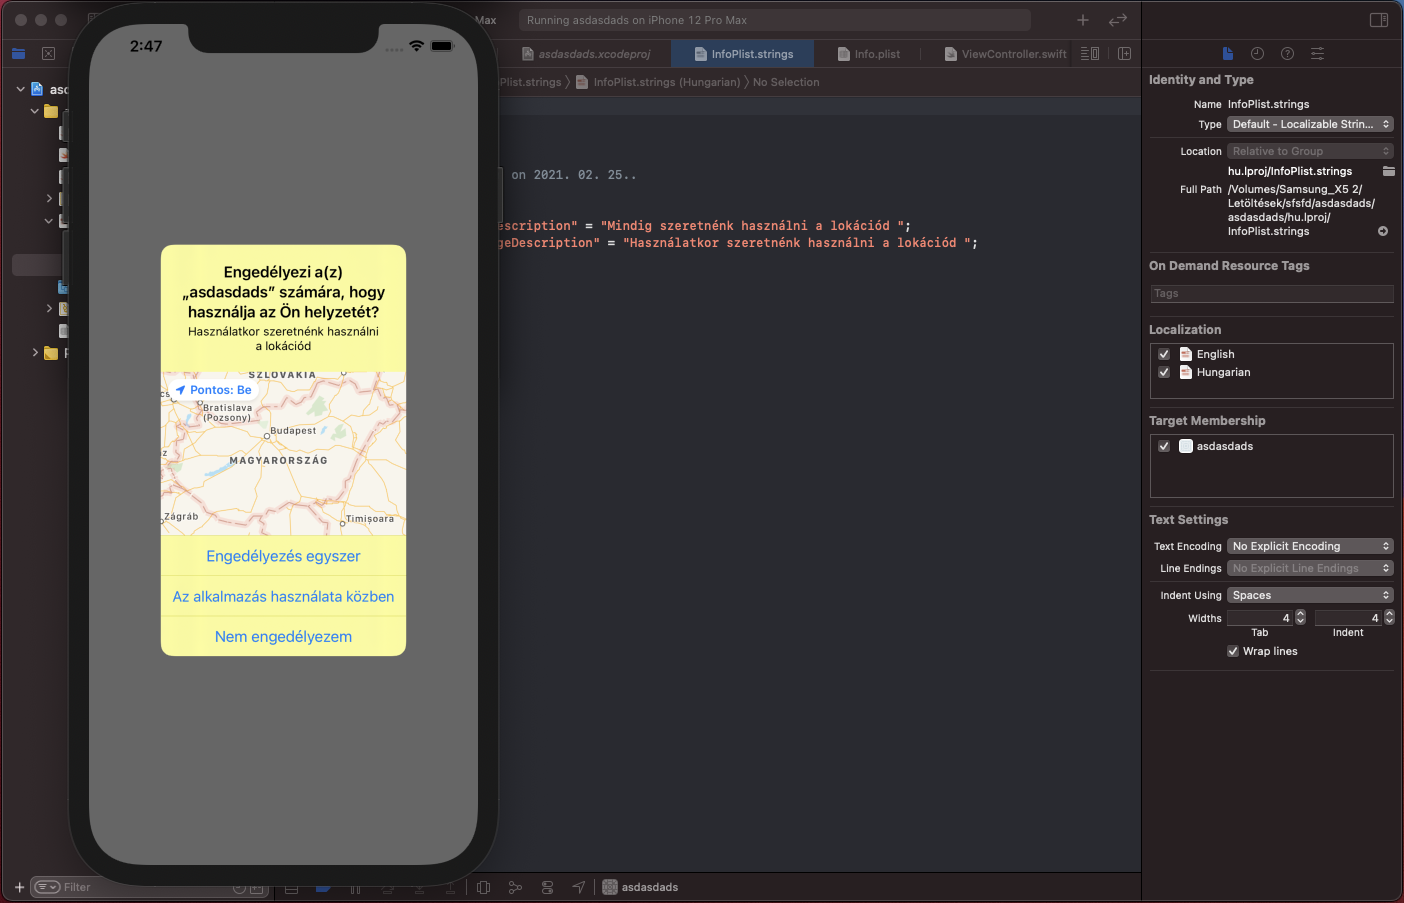 Max
Running asdasdads on iPhone 12 Pro Max
2:47
asdasdads.xcodeproj
InfoPlist.strings
Info.plist
ViewController.swift
Plist.strings
InfoPlist.strings (Hungarian)
No Selection
asd
on 2021. 02. 25..
scription" = "Mindig szeretnénk használni a lokációd ";
geDescription" = "Használatkor szeretnénk használni a lokációd ";
Engedélyezi a(z)
„asdasdads” számára, hogy
használja az Ön helyzetét?
Használatkor szeretnénk használni
a lokációd
SZLOVÁKIA
Pontos: Be
Bratislava
(Pozsony)
Budapest
MAGYARORSZÁG
Zágráb
Timișoara
Engedélyezés egyszer
Az alkalmazás használata közben
Nem engedélyezem
Filter
asdasdads
Identity and Type
Name InfoPlist.strings
Type Default - Localizable Strin...
Location Relative to Group
hu.lproj/InfoPlist.strings
Full Path /Volumes/Samsung_X5 2/
Letöltések/sfsfd/asdasdads/
asdasdads/hu.lproj/
InfoPlist.strings
On Demand Resource Tags
Tags
Localization
English
Hungarian
Target Membership
asdasdads
Text Settings
Text Encoding No Explicit Encoding
Line Endings No Explicit Line Endings
Indent Using Spaces
Widths 4 4
Tab Indent
Wrap lines